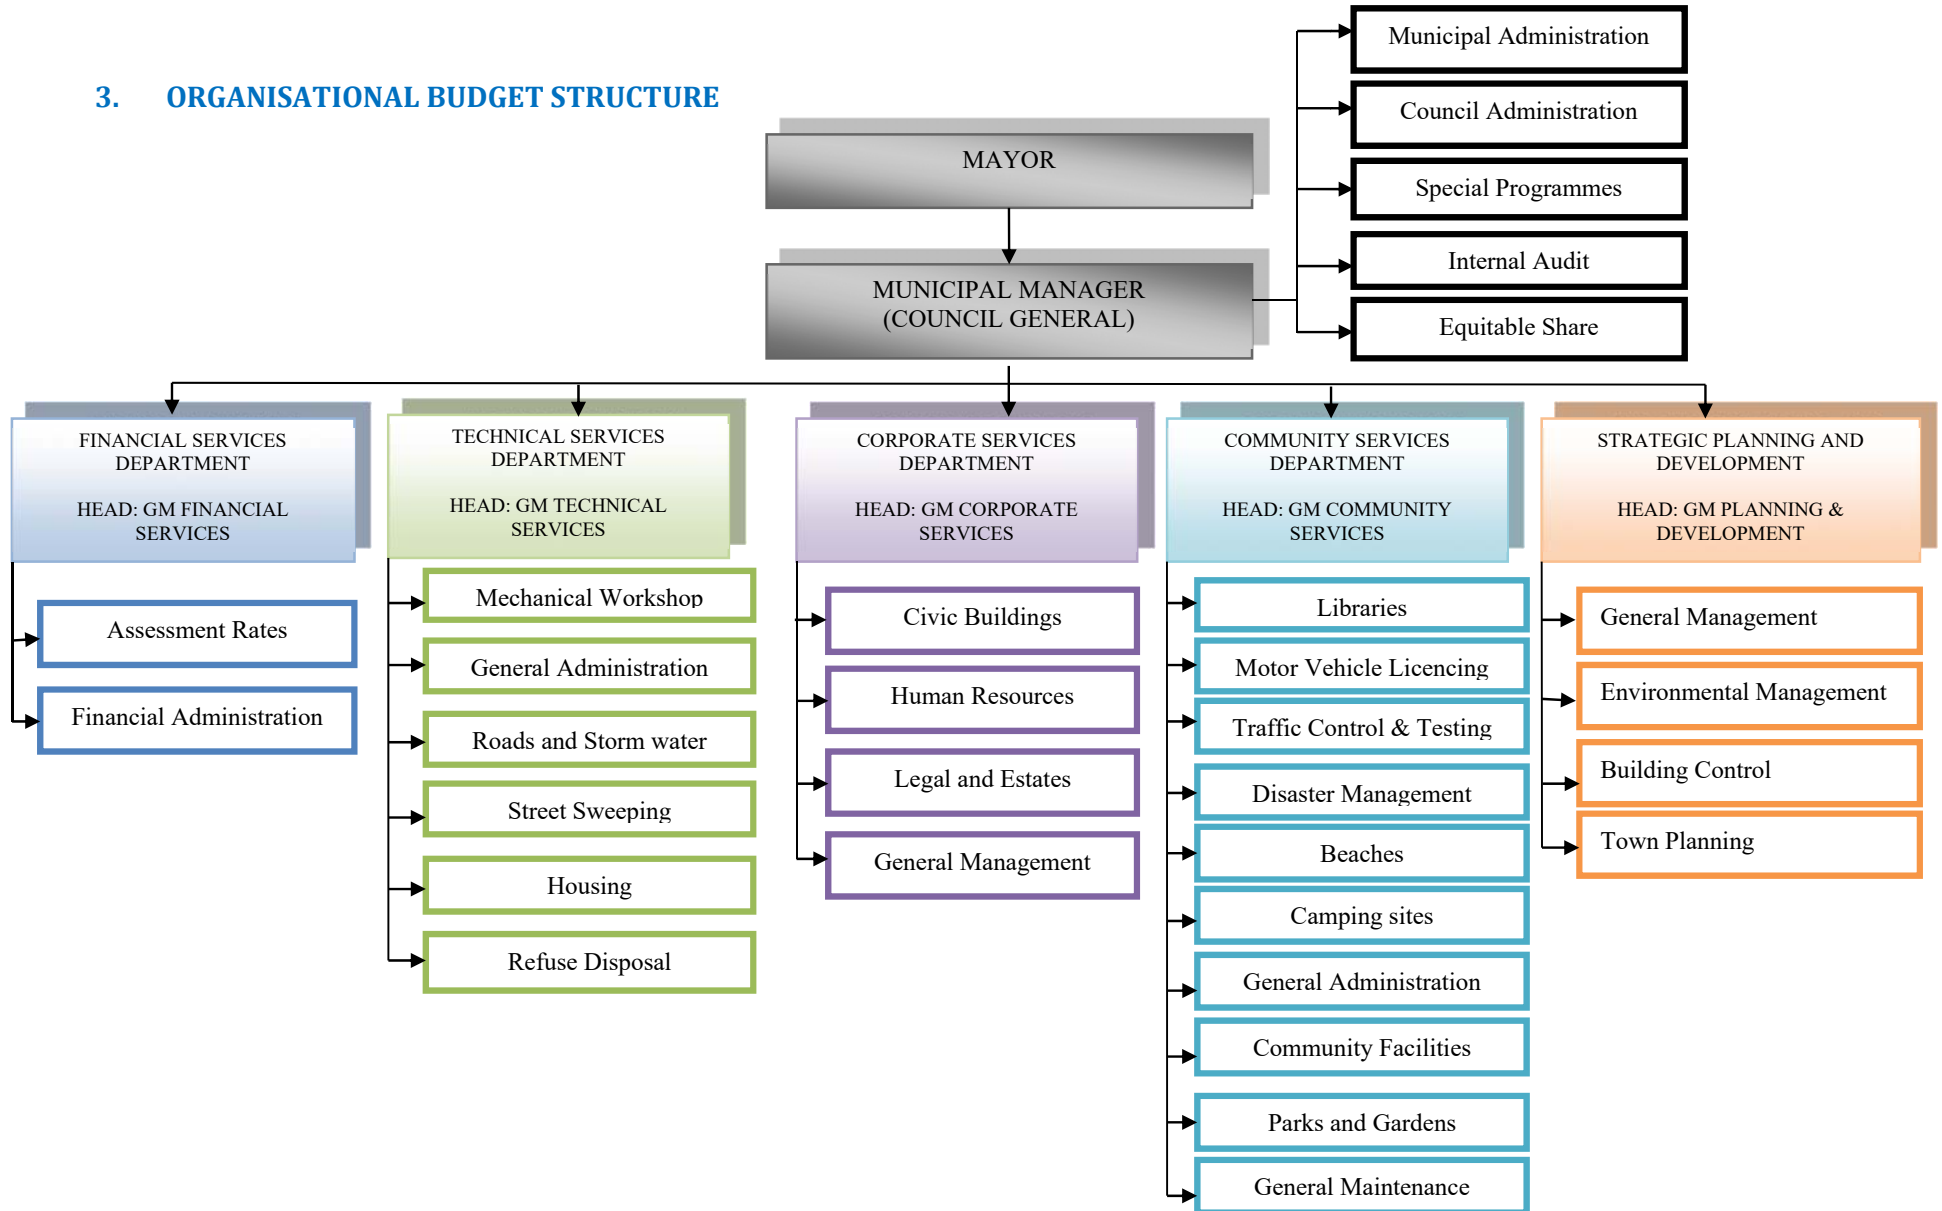 3. ORGANISATIONAL BUDGET STRUCTURE
MAYOR
MUNICIPAL MANAGER
(COUNCIL GENERAL)
Municipal Administration
Council Administration
Special Programmes
Internal Audit
Equitable Share
FINANCIAL SERVICES
DEPARTMENT
HEAD: GM FINANCIAL
SERVICES
Assessment Rates
Financial Administration
TECHNICAL SERVICES
DEPARTMENT
HEAD: GM TECHNICAL
SERVICES
Mechanical Workshop
General Administration
Roads and Storm water
Street Sweeping
Housing
Refuse Disposal
CORPORATE SERVICES
DEPARTMENT
HEAD: GM CORPORATE
SERVICES
Civic Buildings
Human Resources
Legal and Estates
General Management
COMMUNITY SERVICES
DEPARTMENT
HEAD: GM COMMUNITY
SERVICES
Libraries
Motor Vehicle Licencing
Traffic Control & Testing
Disaster Management
Beaches
Camping sites
General Administration
Community Facilities
Parks and Gardens
General Maintenance
STRATEGIC PLANNING AND
DEVELOPMENT
HEAD: GM PLANNING &
DEVELOPMENT
General Management
Environmental Management
Building Control
Town Planning